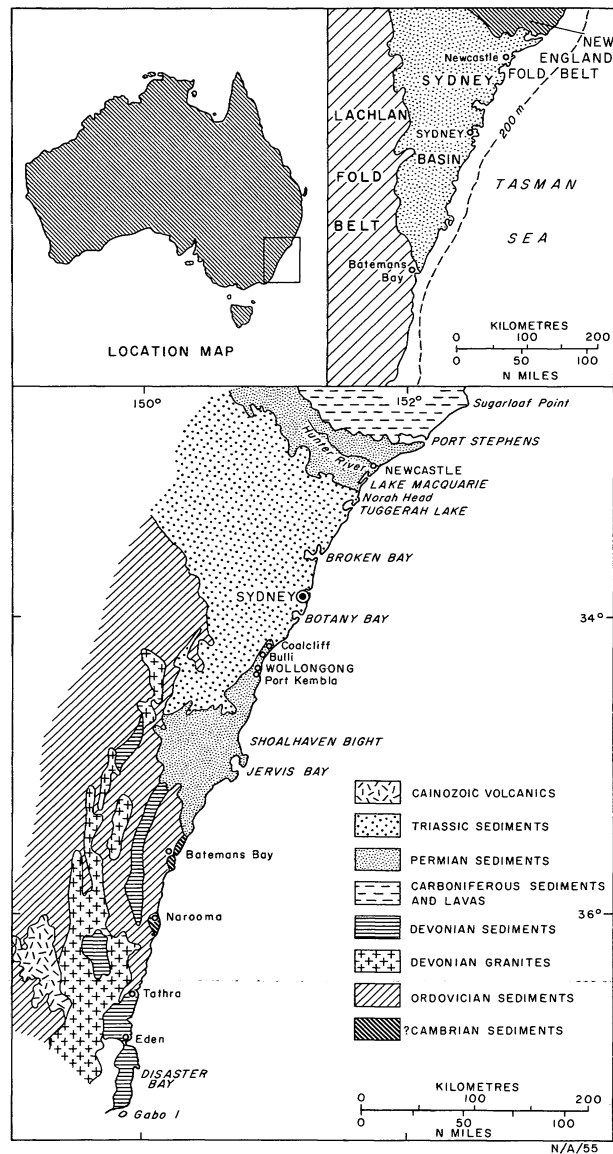 LOCATION MAP
Newcastle
NEW
ENGLAND
FOLD BELT
SYDNEY
LACHLAN
SYDNEY
200 m
BASIN
FOLD
TASMAN
BELT
SEA
Batemans
Bay
KILOMETRES
0 100 200
0 50 100
N MILES
150° 152°
Sugarloaf Point
PORT STEPHENS
Hunter River
NEWCASTLE
LAKE MACQUARIE
Norah Head
TUGGERAH LAKE
BROKEN BAY
SYDNEY
BOTANY BAY
34°
Coalcliff
Bulli
WOLLONGONG
Port Kembla
SHOALHAVEN BIGHT
JERVIS BAY
Batemans Bay
Narooma
36°
Tathra
Eden
DISASTER
BAY
Gabo I
CAINOZOIC VOLCANICS
TRIASSIC SEDIMENTS
PERMIAN SEDIMENTS
CARBONIFEROUS SEDIMENTS
AND LAVAS
DEVONIAN SEDIMENTS
DEVONIAN GRANITES
ORDOVICIAN SEDIMENTS
?CAMBRIAN SEDIMENTS
KILOMETRES
0 100 200
0 50 100
N MILES
N/A/55